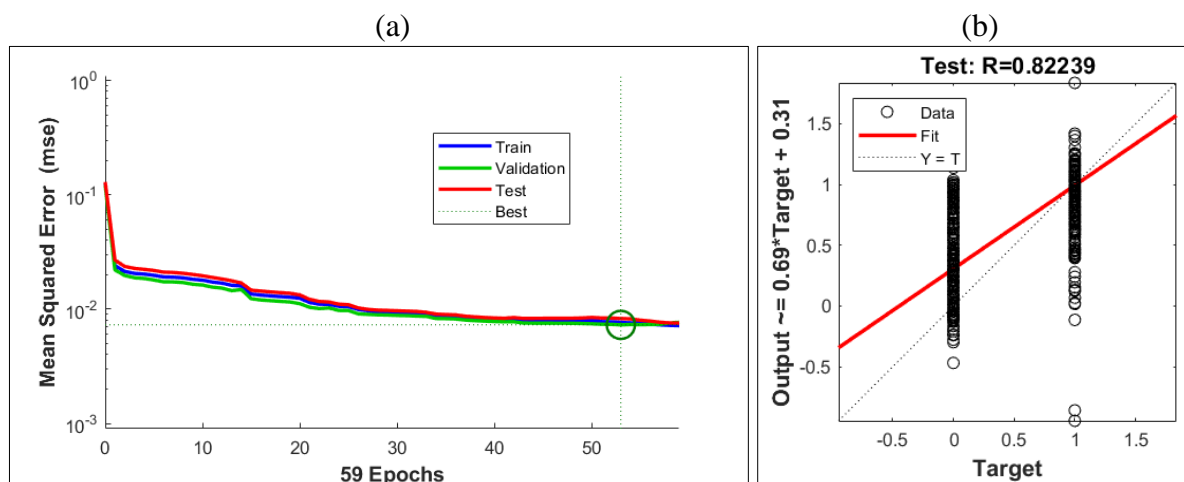 (a)
Mean Squared Error (mse)
10^0
10^-1
10^-2
10^-3
Train
Validation
Test
Best
0
10
20
30
40
50
59 Epochs
(b)
Test: R=0.82239
Output ~= 0.69*Target + 0.31
1.5
1
0.5
0
-0.5
Data
Fit
Y = T
-0.5
0
0.5
1
1.5
Target